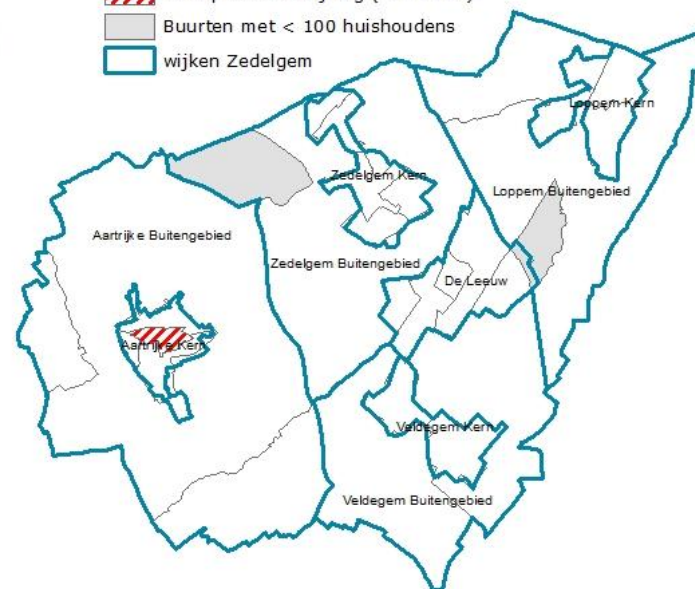 Buurten met < 100 huishoudens
wijken Zedelgem
Loppem Kern
Zedelgem Kern
Loppem Buitengebied
Aartrijke Buitengebied
Zedelgem Buitengebied
De Leeuw
Aartrijke Kern
Veldegem Kern
Veldegem Buitengebied